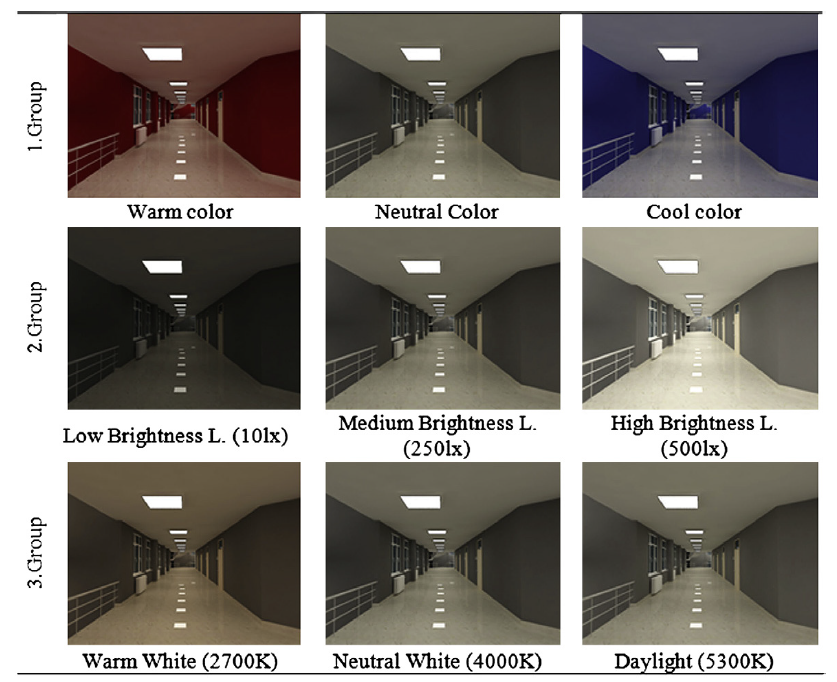 1.Group
Warm color
Neutral Color
Cool color
2.Group
Low Brightness L. (10lx)
Medium Brightness L.
(250lx)
High Brightness L.
(500lx)
3.Group
Warm White (2700K)
Neutral White (4000K)
Daylight (5300K)